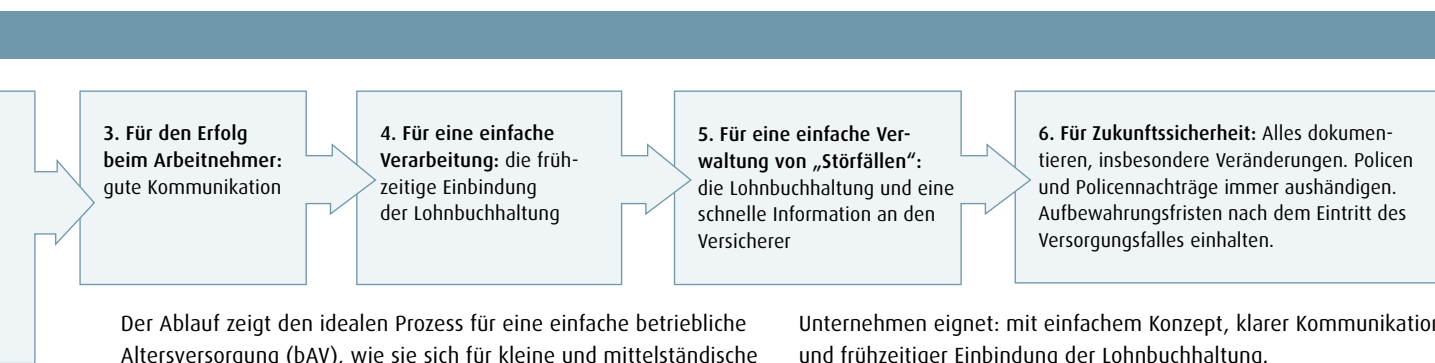 3. Für den Erfolg
beim Arbeitnehmer:
gute Kommunikation
4. Für eine einfache
Verarbeitung: die früh-
zeitige Einbindung
der Lohnbuchhaltung
5. Für eine einfache Ver-
waltung von „Störfällen“:
die Lohnbuchhaltung und eine
schnelle Information an den
Versicherer
6. Für Zukunftssicherheit: Alles dokumen-
tieren, insbesondere Veränderungen. Policen
und Policennachträge immer aushändigen.
Aufbewahrungsfristen nach dem Eintritt des
Versorgungsfalles einhalten.
Der Ablauf zeigt den idealen Prozess für eine einfache betriebliche
Altersversorgung (bAV), wie sie sich für kleine und mittelständische
Unternehmen eignet: mit einfachem Konzept, klarer Kommunikation
und frühzeitiger Einbindung der Lohnbuchhaltung.